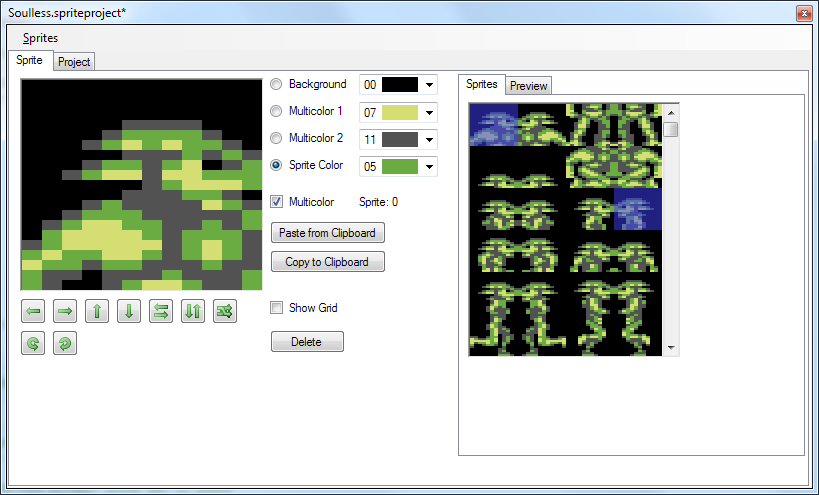 Soulless.spriteproject*
Sprites
Sprite Project
Background 00
Multicolor 1 07
Multicolor 2 11
Sprite Color 05
Multicolor Sprite: 0
Paste from Clipboard
Copy to Clipboard
Show Grid
Delete
Sprites Preview